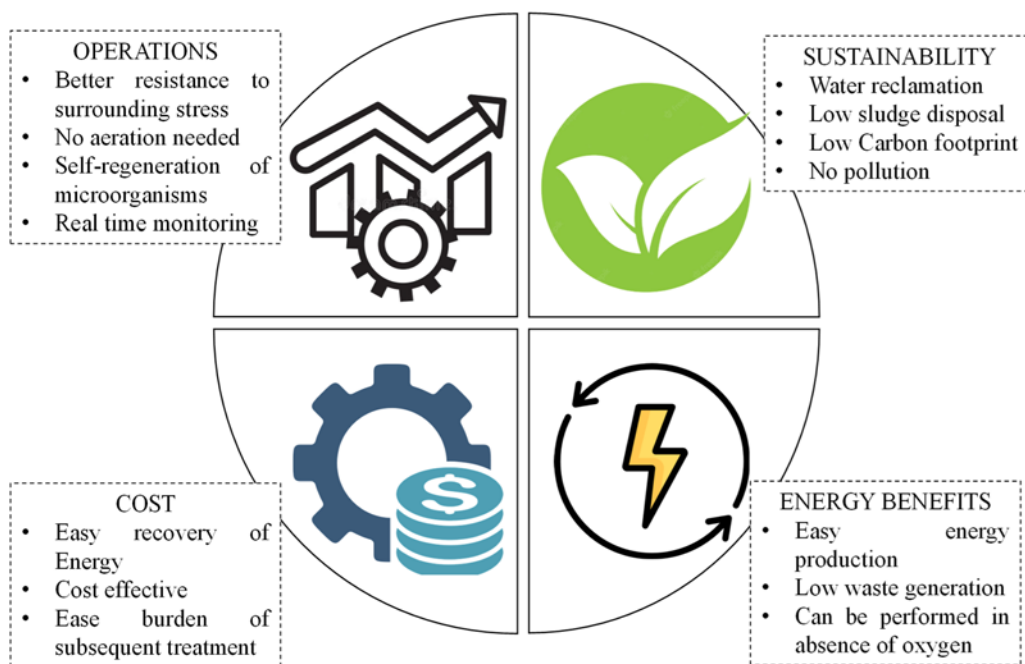 OPERATIONS
• Better resistance to
surrounding stress
• No aeration needed
• Self-regeneration of
microorganisms
• Real time monitoring
SUSTAINABILITY
• Water reclamation
• Low sludge disposal
• Low Carbon footprint
• No pollution
COST
• Easy recovery of
Energy
• Cost effective
• Ease burden of
subsequent treatment
$
ENERGY BENEFITS
• Easy energy
production
• Low waste generation
• Can be performed in
absence of oxygen